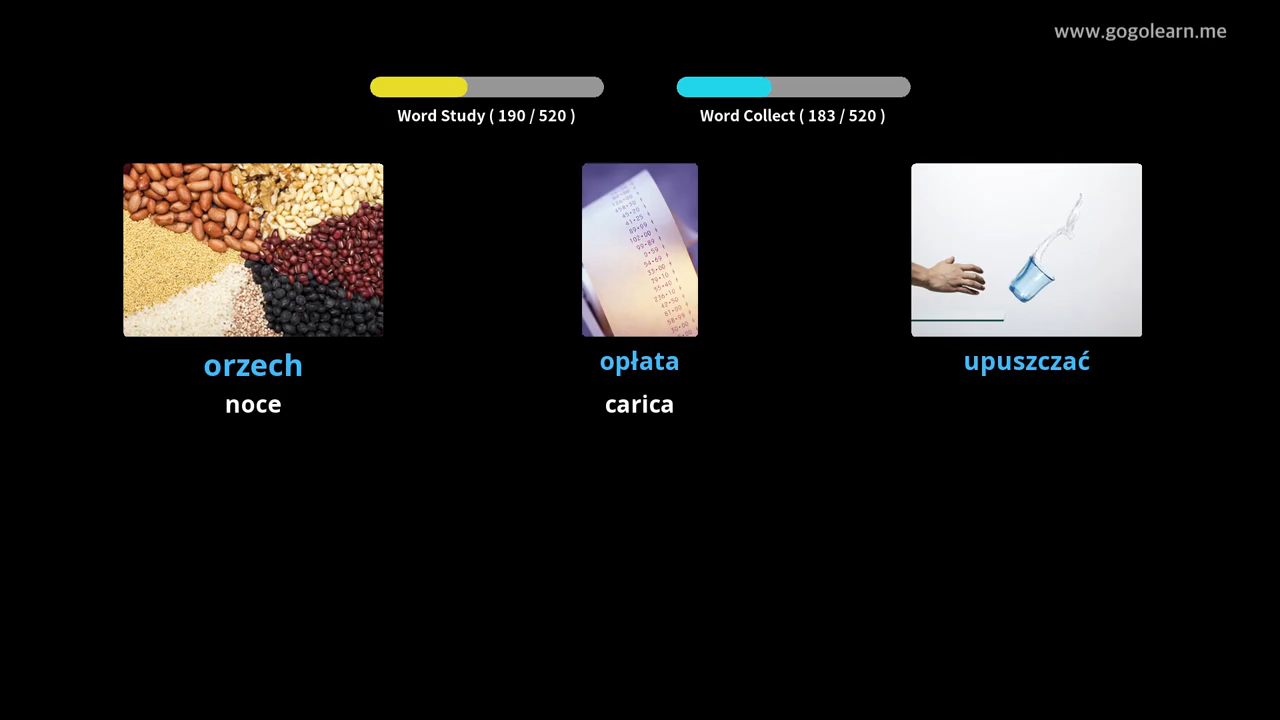 www.gogolearn.me
Word Study ( 190 / 520 )
Word Collect ( 183 / 520 )
orzech
noce
opłata
carica
upuszczać